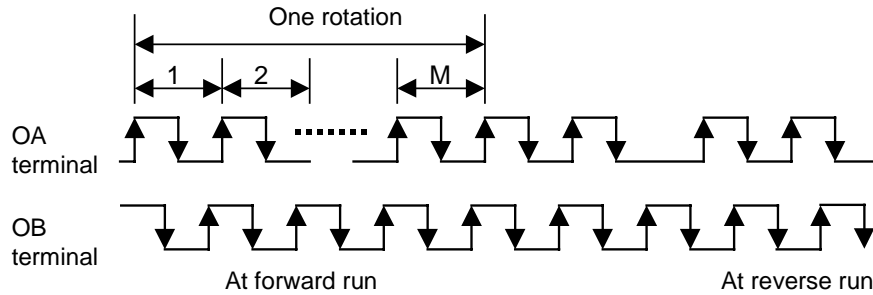 One rotation
1 2 M
OA
terminal
OB
terminal
At forward run At reverse run